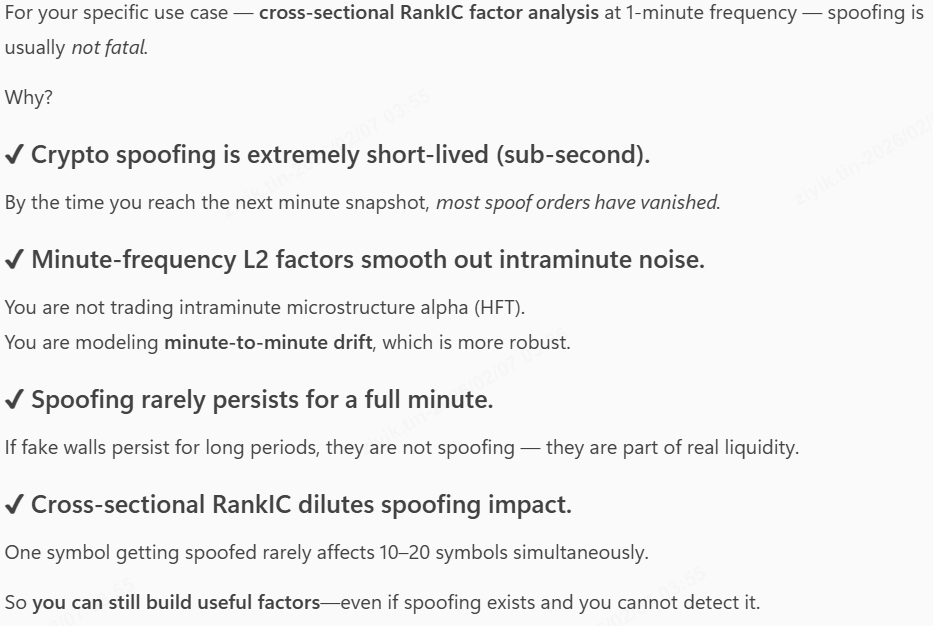 For your specific use case — cross-sectional RankIC factor analysis at 1-minute frequency — spoofing is
usually not fatal.
Why?
✓ Crypto spoofing is extremely short-lived (sub-second).
By the time you reach the next minute snapshot, most spoof orders have vanished.
✓ Minute-frequency L2 factors smooth out intraminute noise.
You are not trading intraminute microstructure alpha (HFT).
You are modeling minute-to-minute drift, which is more robust.
✓ Spoofing rarely persists for a full minute.
If fake walls persist for long periods, they are not spoofing — they are part of real liquidity.
✓ Cross-sectional RankIC dilutes spoofing impact.
One symbol getting spoofed rarely affects 10–20 symbols simultaneously.
So you can still build useful factors—even if spoofing exists and you cannot detect it.